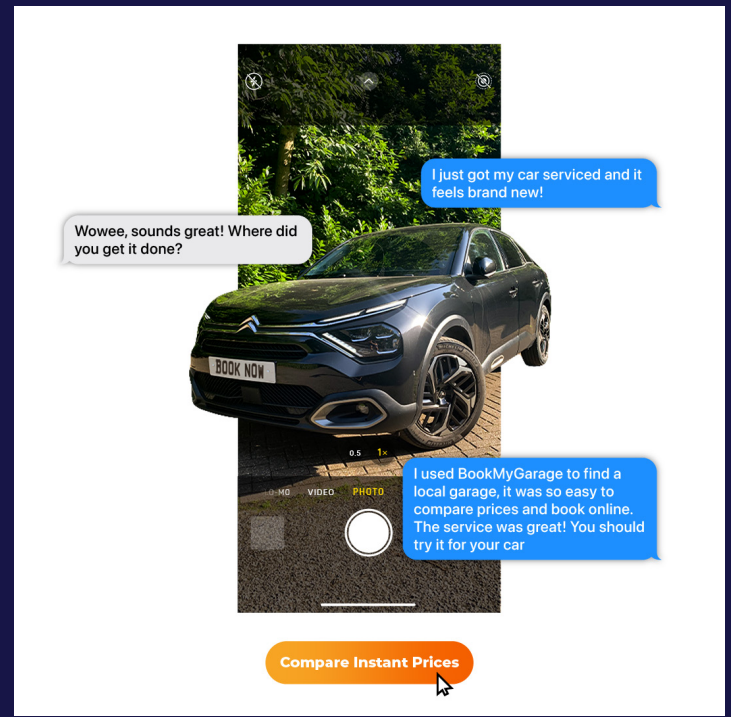 I just got my car serviced and it
feels brand new!
Wowee, sounds great! Where did
you get it done?
BOOK NOW
0.5 1×
O-MO VIDEO PHOTO
I used BookMyGarage to find a
local garage, it was so easy to
compare prices and book online.
The service was great! You should
try it for your car
Compare Instant Prices